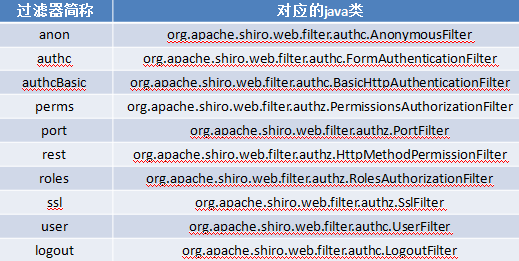 过滤器简称 对应的java类
anon org.apache.shiro.web.filter.authc.AnonymousFilter
authc org.apache.shiro.web.filter.authc.FormAuthenticationFilter
authcBasic org.apache.shiro.web.filter.authc.BasicHttpAuthenticationFilter
perms org.apache.shiro.web.filter.authz.PermissionsAuthorizationFilter
port org.apache.shiro.web.filter.authz.PortFilter
rest org.apache.shiro.web.filter.authz.HttpMethodPermissionFilter
roles org.apache.shiro.web.filter.authz.RolesAuthorizationFilter
ssl org.apache.shiro.web.filter.authz.SslFilter
user org.apache.shiro.web.filter.authc.UserFilter
logout org.apache.shiro.web.filter.authc.LogoutFilter